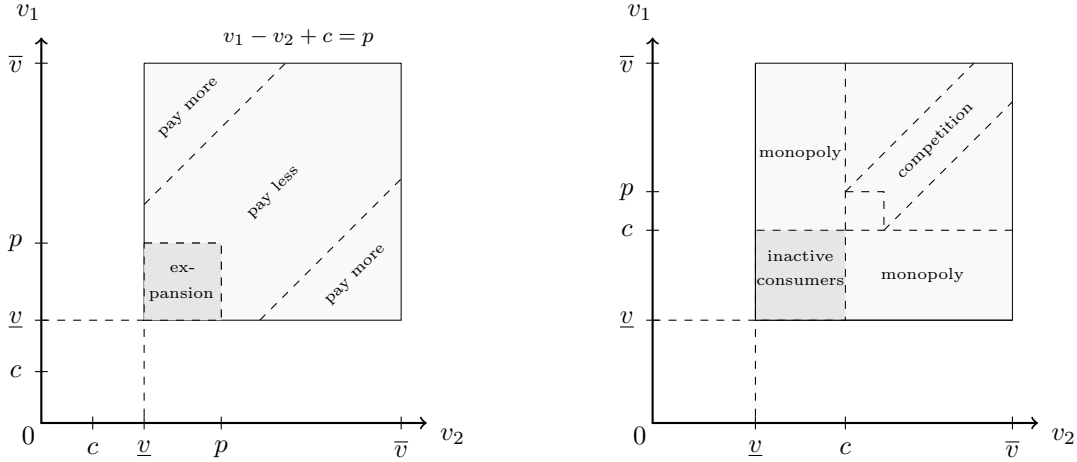 v₁
v₁ − v₂ + c = p
v̅
pay more
pay less
p
ex-
pansion
pay more
v̲
c
0
c
v̲
p
v̅
v₂
v₁
v̅
monopoly
competition
p
c
inactive
consumers
monopoly
v̲
0
v̲
c
v̅
v₂